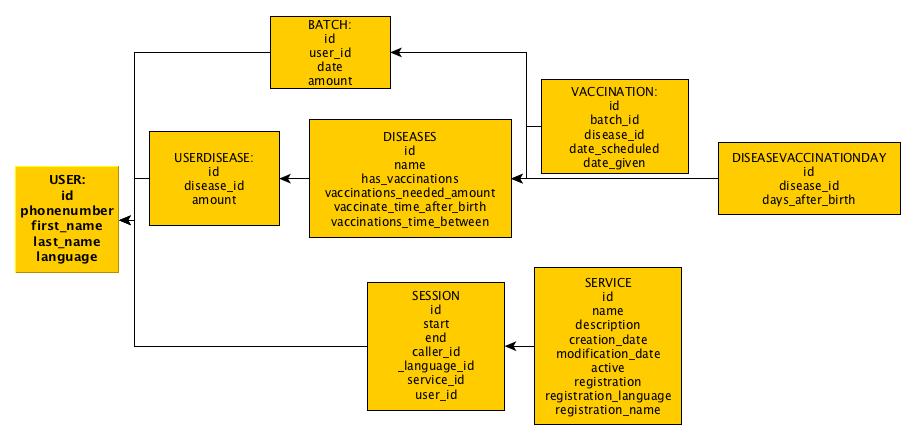 BATCH:
id
user_id
date
amount
VACCINATION:
id
batch_id
disease_id
date_scheduled
date_given
DISEASES
id
name
has_vaccinations
vaccinations_needed_amount
vaccinate_time_after_birth
vaccinations_time_between
USERDISEASE:
id
disease_id
amount
DISEASEVACCINATIONDAY
id
disease_id
days_after_birth
USER:
id
phonenumber
first_name
last_name
language
SESSION
id
start
end
caller_id
_language_id
service_id
user_id
SERVICE
id
name
description
creation_date
modification_date
active
registration
registration_language
registration_name